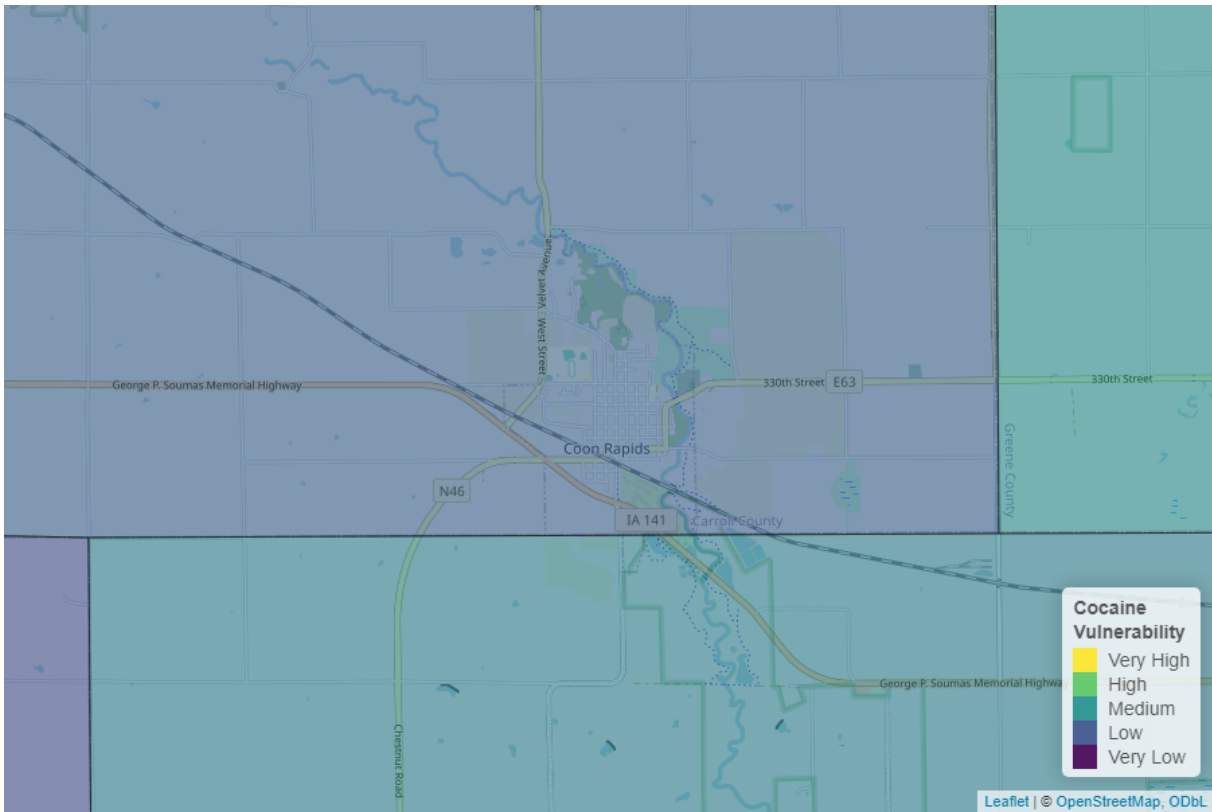 Valley Avenue
West Street
George P. Soumas Memorial Highway
330th Street
E63
330th Street
Coon Rapids
Greene County
N46
IA 141
Carroll County
George P. Soumas Memorial Highway
Chestnut Road
Cocaine
Vulnerability
Very High
High
Medium
Low
Very Low
Leaflet | © OpenStreetMap, ODbL